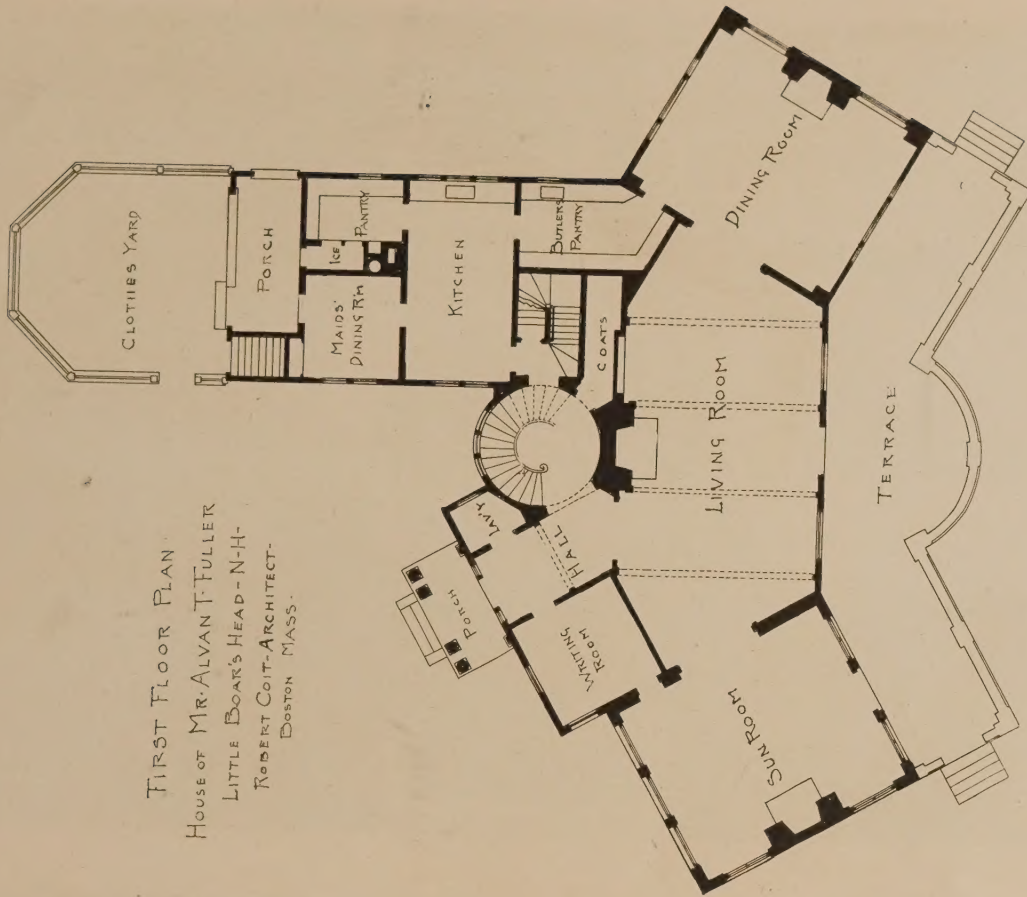 FIRST FLOOR PLAN
HOUSE OF MR. ALVAN T. FULLER
LITTLE BOAR'S HEAD - N-H-
ROBERT COIT-ARCHITECT-
BOSTON MASS.
CLOTHES YARD
PORCH
PANTRY
ICE
MAIDS'
DINING R'M
KITCHEN
BUTLERS
PANTRY
COATS
DINING ROOM
LIVING ROOM
TERRACE
HALL
LAV'Y
PORCH
WRITING
ROOM
SUN ROOM